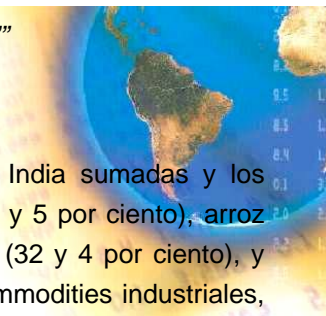 ”
India sumadas y los
y 5 por ciento), arroz
(32 y 4 por ciento), y
mmodities industriales,